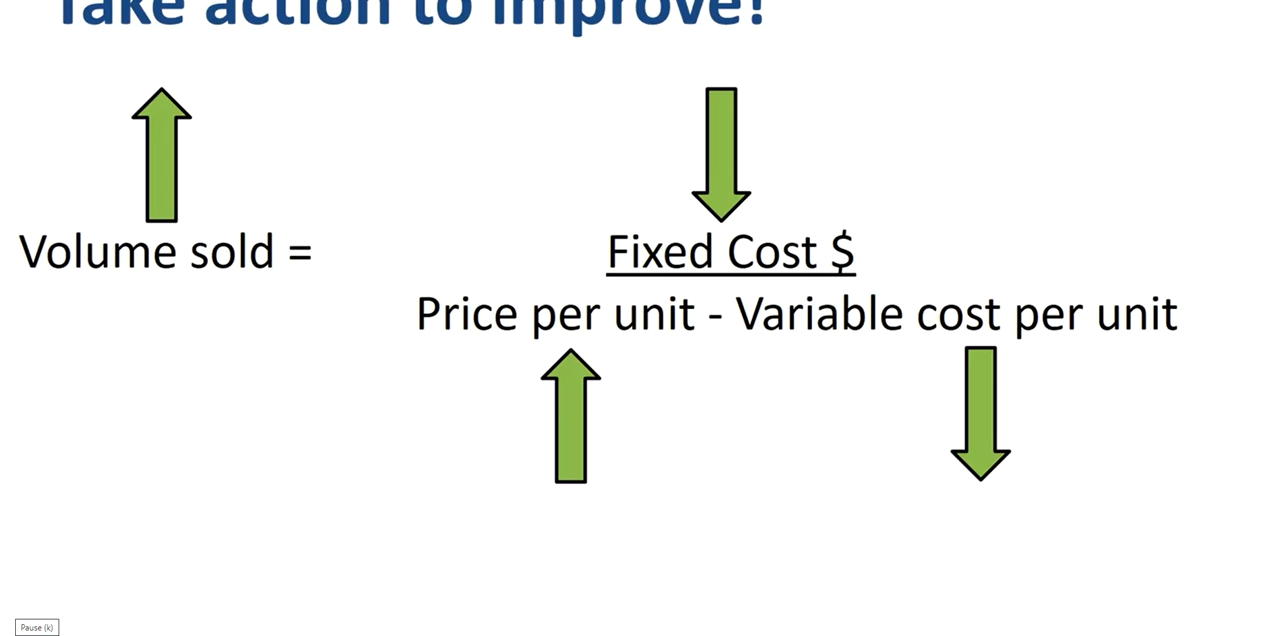 Take action to improve!
Volume sold =
Fixed Cost $
Price per unit - Variable cost per unit
Pause (k)